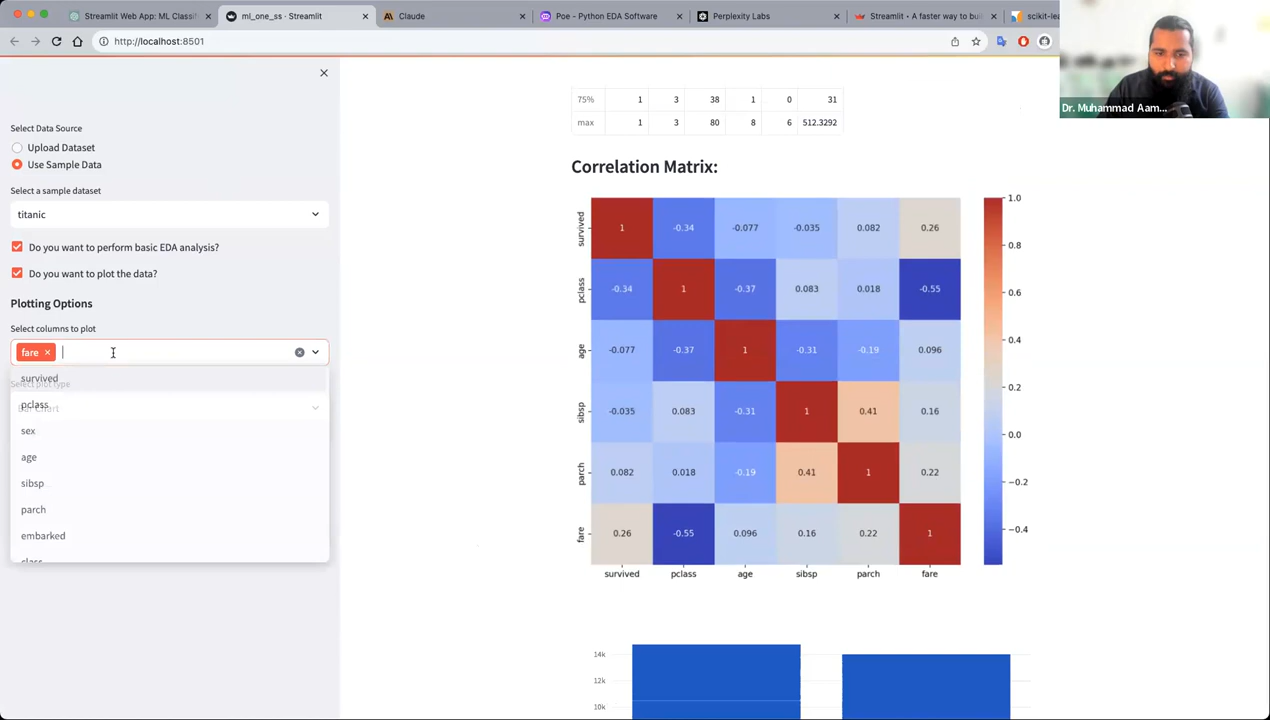 Streamlit Web App: ML Classif
ml_one_ss · Streamlit
Claude
Poe - Python EDA Software
Perplexity Labs
Streamlit • A faster way to buil
scikit-lea
http://localhost:8501
Dr. Muhammad Aam...
Select Data Source
Upload Dataset
Use Sample Data
Select a sample dataset
titanic
Do you want to perform basic EDA analysis?
Do you want to plot the data?
Plotting Options
Select columns to plot
fare
survived
Select plot type
pclass
Bar Chart
sex
age
sibsp
parch
embarked
class
75% 1 3 38 1 0 31
max 1 3 80 8 6 512.3292
Correlation Matrix:
survived 1 -0.34 -0.077 -0.035 0.082 0.26
pclass -0.34 1 -0.37 0.083 0.018 -0.55
age -0.077 -0.37 1 -0.31 -0.19 0.096
sibsp -0.035 0.083 -0.31 1 0.41 0.16
parch 0.082 0.018 -0.19 0.41 1 0.22
fare 0.26 -0.55 0.096 0.16 0.22 1
survived pclass age sibsp parch fare
1.0
0.8
0.6
0.4
0.2
0.0
−0.2
−0.4
14k
12k
10k